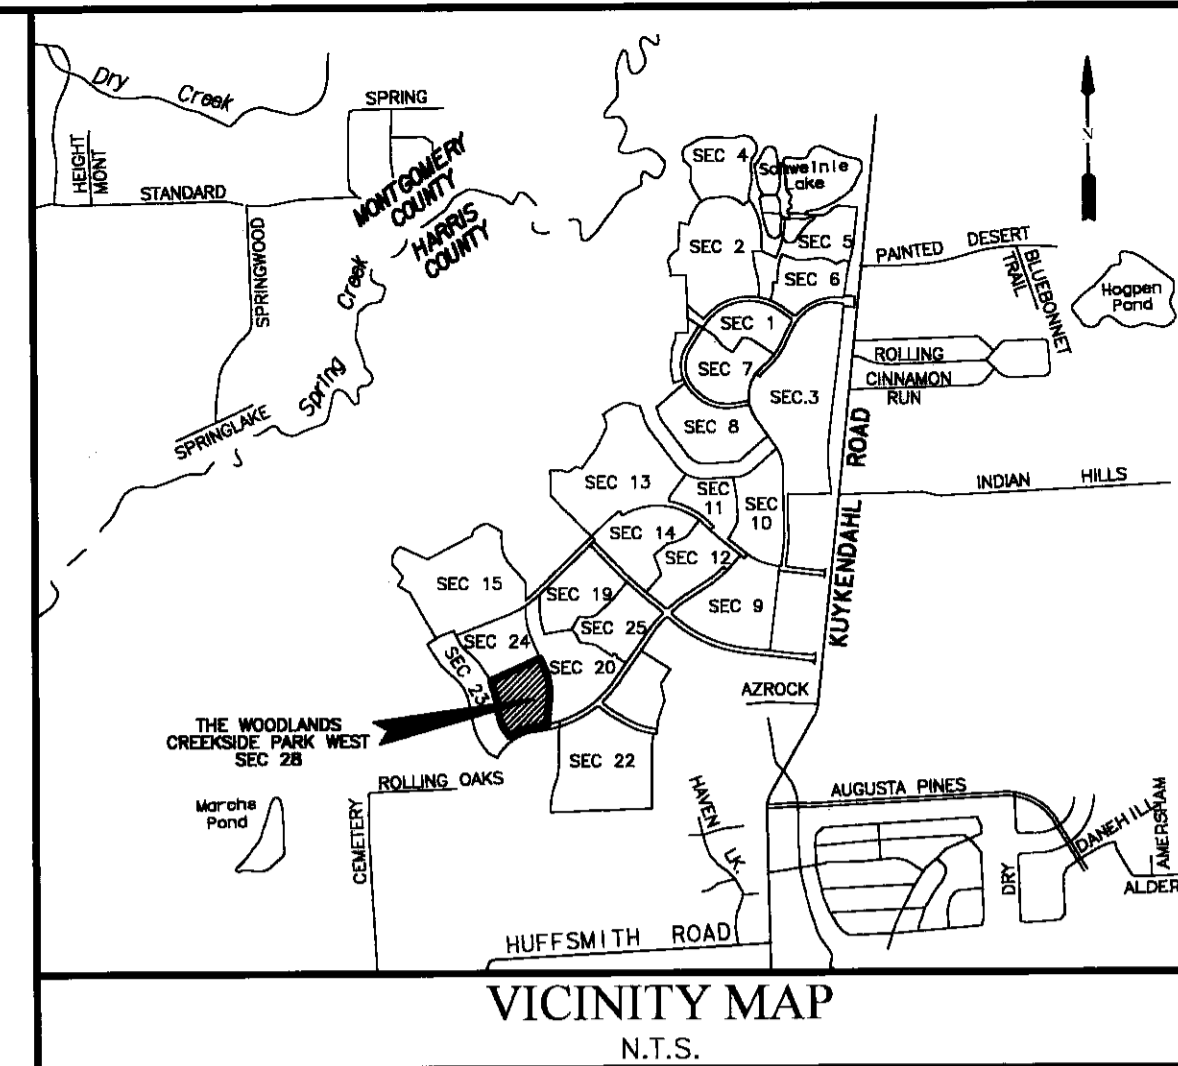 Dry Creek
SPRING
HEIGHT
MONT
STANDARD
MONTGOMERY
COUNTY
HARRIS
COUNTY
SPRINGWOOD
Creek
Spring
SPRINGLAKE
SEC 4
Schweinle
Lake
SEC 2
SEC 5
SEC 6
PAINTED DESERT
BLUEBONNET
TRAIL
Hogpen
Pond
N
SEC 1
SEC 7
SEC.3
ROLLING
CINNAMON
RUN
SEC 8
KUYKENDAHL ROAD
INDIAN HILLS
SEC 13
SEC
11
SEC
10
SEC 14
SEC 12
SEC 15
SEC 19
SEC 9
SEC 25
SEC 24
SEC 23
SEC 20
AZROCK
THE WOODLANDS
CREEKSIDE PARK WEST
SEC 28
SEC 22
ROLLING OAKS
Marchs
Pond
CEMETERY
HAVEN
LK.
AUGUSTA PINES
DANEHILL
AMERSHAM
DRY
ALDER
HUFFSMITH ROAD
VICINITY MAP
N.T.S.